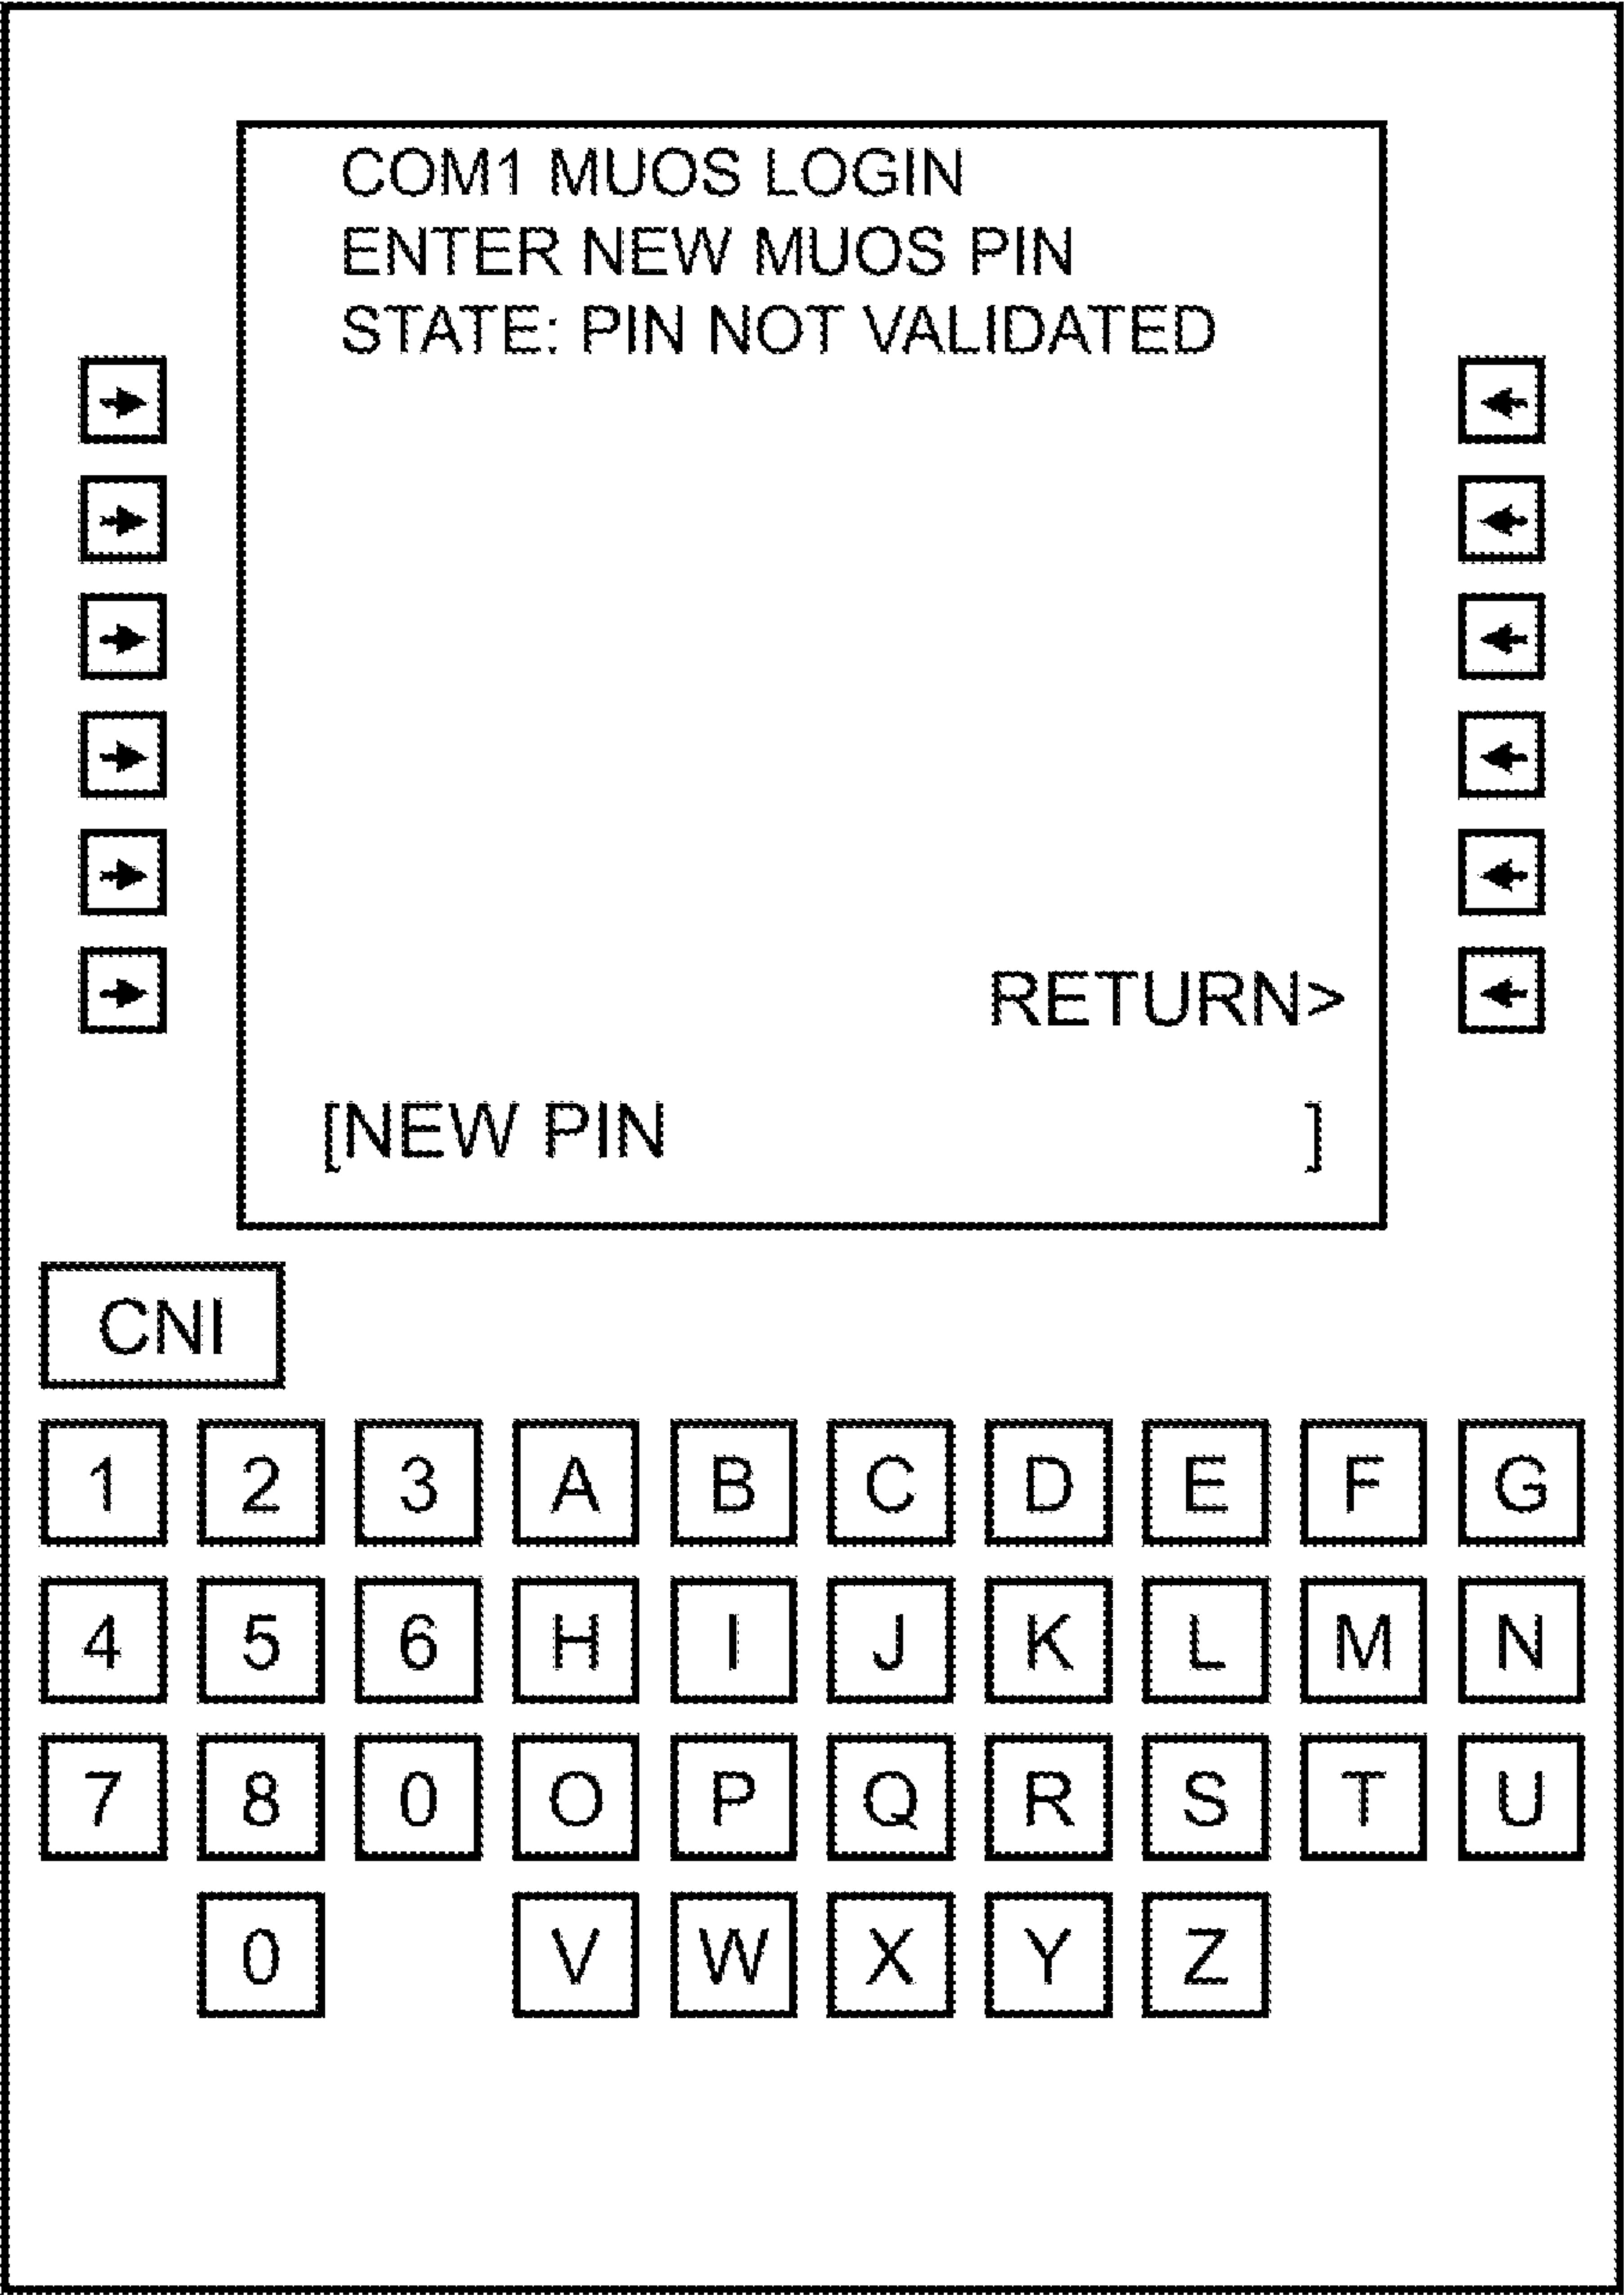 COM1 MUOS LOGIN
ENTER NEW MUOS PIN
STATE: PIN NOT VALIDATED
RETURN>
[NEW PIN ]
CNI
1 2 3 A B C D E F G
4 5 6 H I J K L M N
7 8 0 O P Q R S T U
0 V W X Y Z